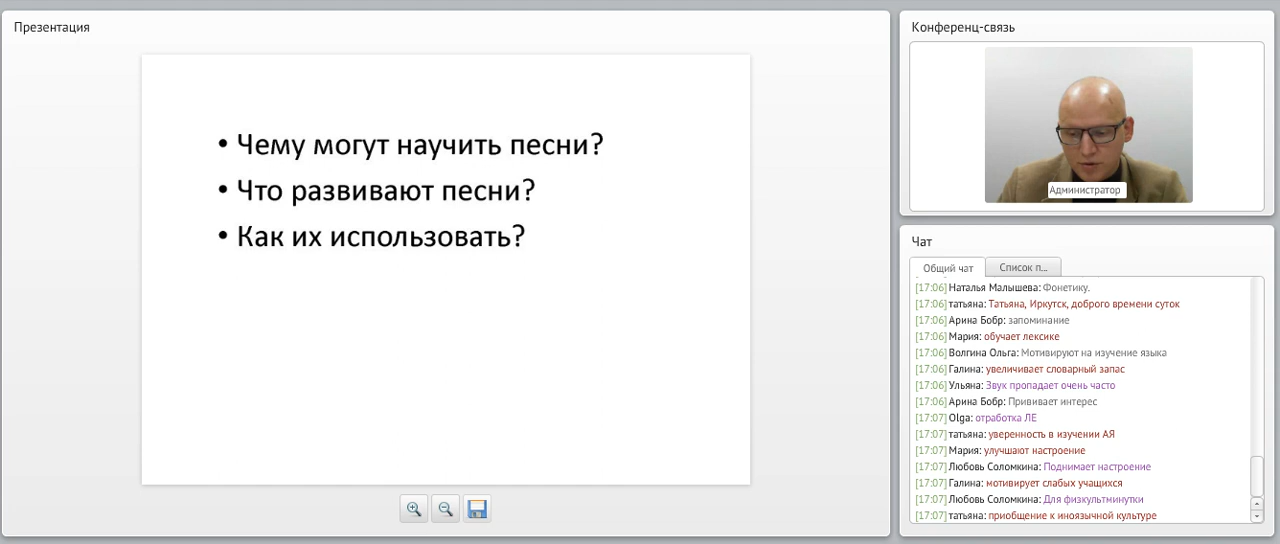 Презентация
• Чему могут научить песни?
• Что развивают песни?
• Как их использовать?
Конференц-связь
Администратор
Чат
Общий чат
Список п...
[17:06] Наталья Малышева: Фонетику.
[17:06] татьяна: Татьяна, Иркутск, доброго времени суток
[17:06] Арина Бобр: запоминание
[17:06] Мария: обучает лексике
[17:06] Волгина Ольга: Мотивируют на изучение языка
[17:06] Галина: увеличивает словарный запас
[17:06] Ульяна: Звук пропадает очень часто
[17:06] Арина Бобр: Прививает интерес
[17:07] Olga: отработка ЛЕ
[17:07] татьяна: уверенность в изучении АЯ
[17:07] Мария: улучшают настроение
[17:07] Любовь Соломкина: Поднимает настроение
[17:07] Галина: мотивирует слабых учащихся
[17:07] Любовь Соломкина: Для физкультминутки
[17:07] татьяна: приобщение к иноязычной культуре